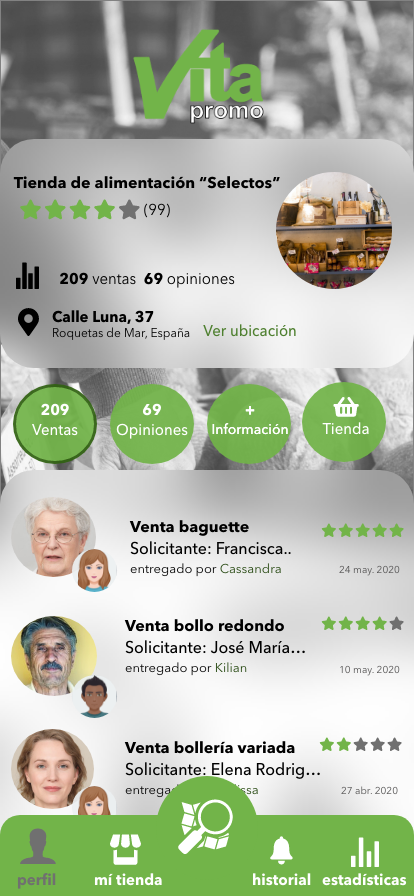 Vita
promo
Tienda de alimentación “Selectos”
(99)
209 ventas 69 opiniones
Calle Luna, 37
Roquetas de Mar, España Ver ubicación
209
Ventas
69
Opiniones
+
Información
Tienda
Venta baguette
Solicitante: Francisca..
entregado por Cassandra
24 may. 2020
Venta bollo redondo
Solicitante: José María...
entregado por Kilian
10 may. 2020
Venta bollería variada
Solicitante: Elena Rodrig...
27 abr. 2020
perfil
mí tienda
historial
estadísticas